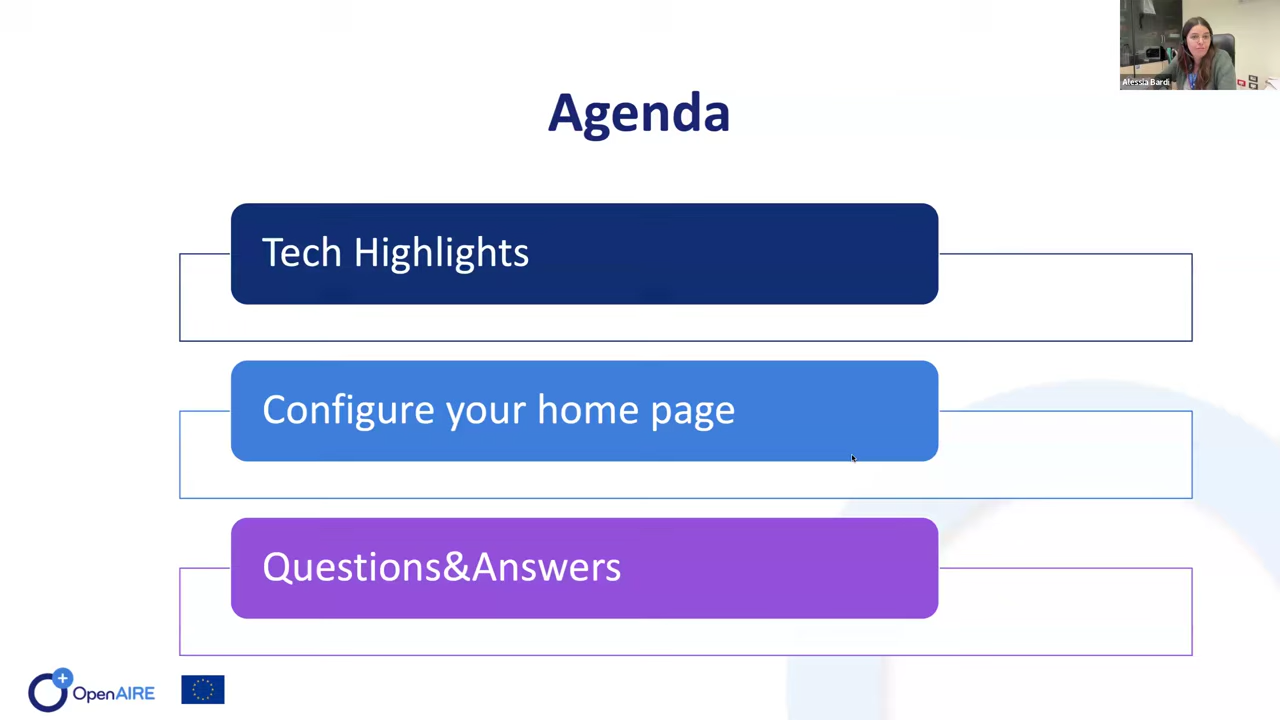 Alessia Bardi
Agenda
Tech Highlights
Configure your home page
Questions&Answers
OpenAIRE